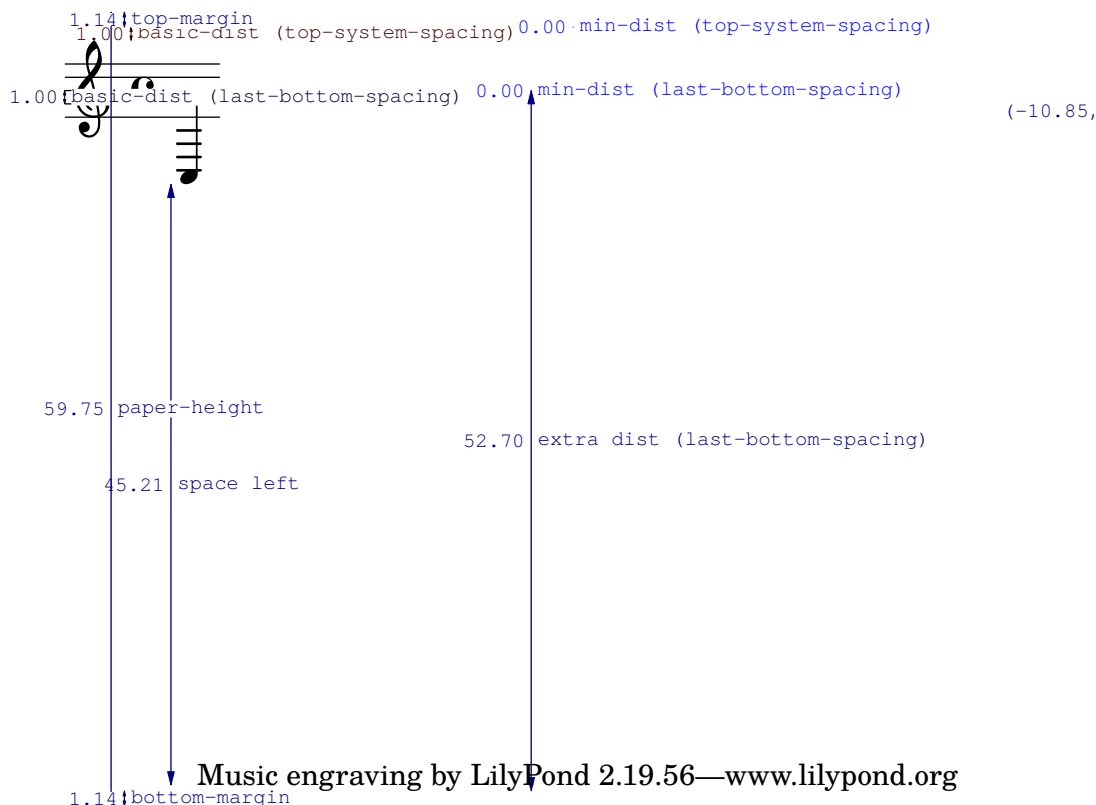 1.14 top-margin
1.00 basic-dist (top-system-spacing) 0.00 min-dist (top-system-spacing)
1.00 basic-dist (last-bottom-spacing) 0.00 min-dist (last-bottom-spacing)
(-10.85,
59.75 paper-height
52.70 extra dist (last-bottom-spacing)
45.21 space left
Music engraving by LilyPond 2.19.56—www.lilypond.org
1.14 bottom-margin